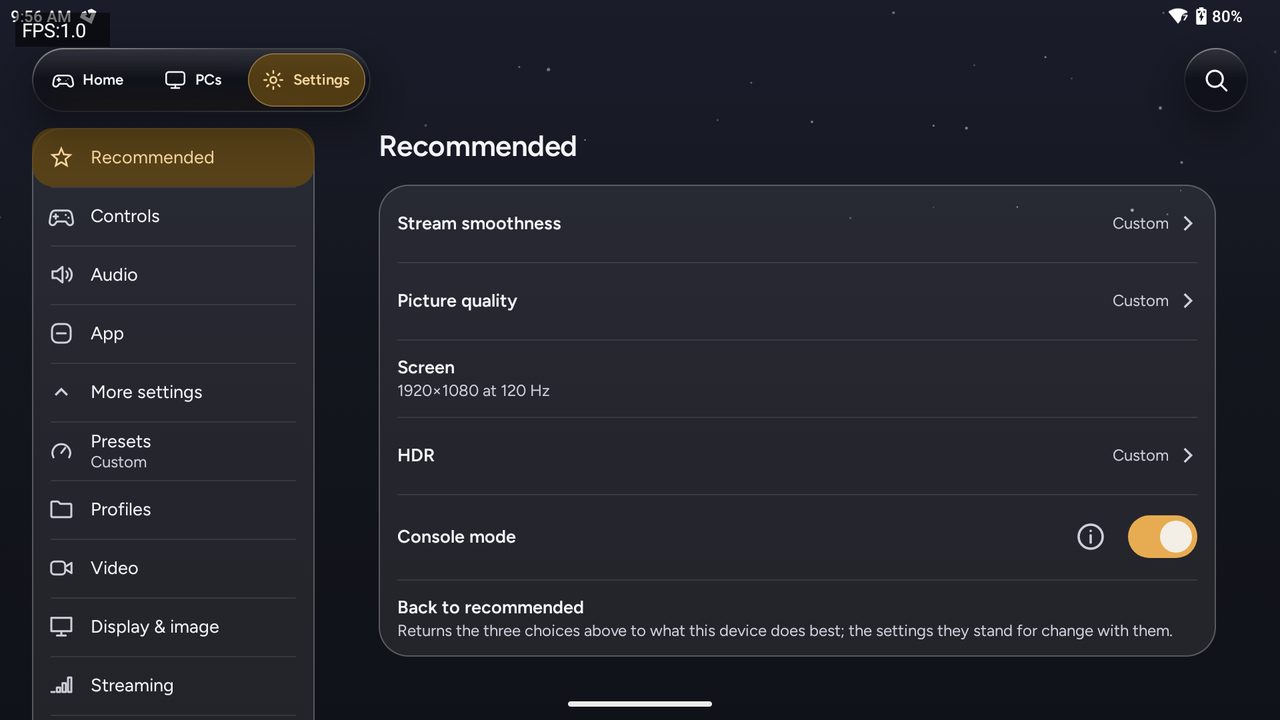 9:56 AM
FPS:1.0
80%
Home
PCs
Settings
Recommended
Controls
Audio
App
More settings
Presets
Custom
Profiles
Video
Display & image
Streaming
Recommended
Stream smoothness
Custom
Picture quality
Custom
Screen
1920×1080 at 120 Hz
HDR
Custom
Console mode
Back to recommended
Returns the three choices above to what this device does best; the settings they stand for change with them.